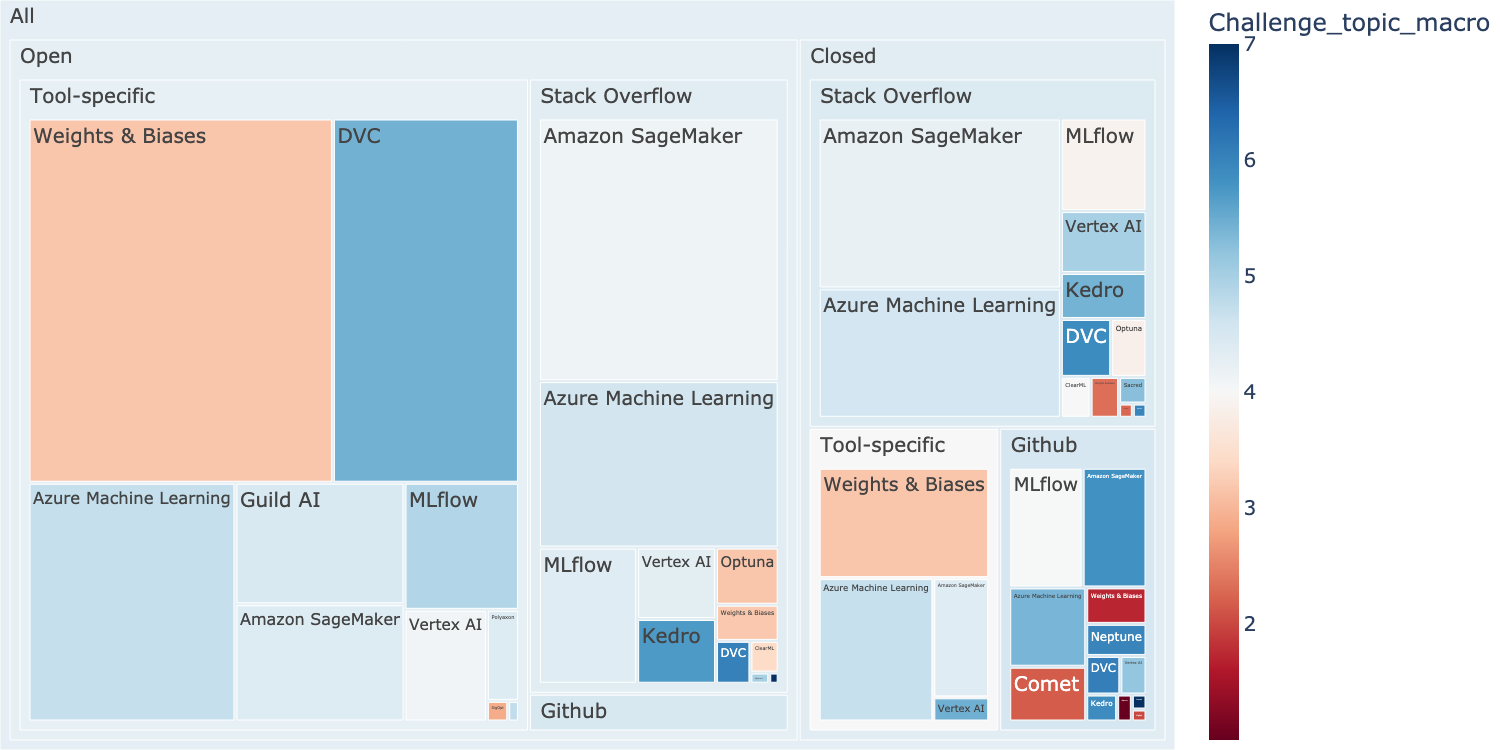 All
Open
Tool-specific
Weights & Biases
DVC
Azure Machine Learning
Guild AI
MLflow
Amazon SageMaker
Vertex AI
Polyaxon
Stack Overflow
Amazon SageMaker
Azure Machine Learning
MLflow
Vertex AI
Optuna
Weights & Biases
Kedro
DVC
ClearML
Github
Closed
Stack Overflow
Amazon SageMaker
MLflow
Vertex AI
Kedro
Azure Machine Learning
DVC
Optuna
ClearML
Sacred
Tool-specific
Weights & Biases
Azure Machine Learning
Amazon SageMaker
Vertex AI
Github
MLflow
Amazon SageMaker
Azure Machine Learning
Weights & Biases
Neptune
DVC
Vertex AI
Comet
Kedro
Challenge_topic_macro
7
6
5
4
3
2